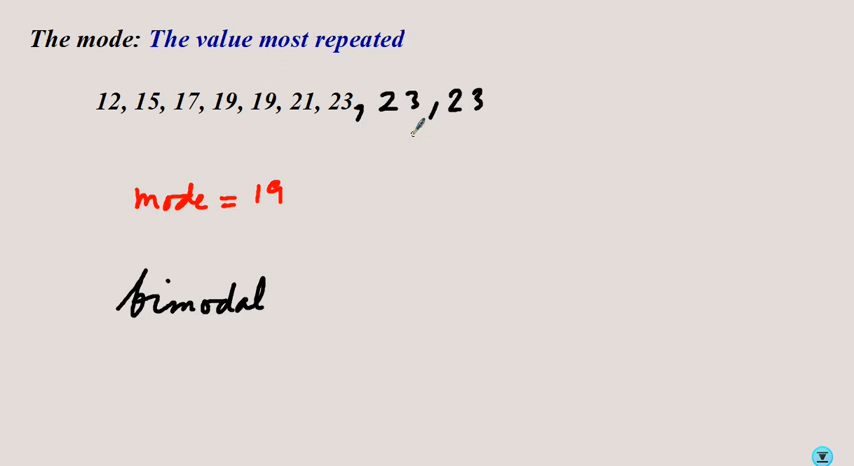 The mode: The value most repeated
12, 15, 17, 19, 19, 21, 23, 23, 23
mode = 19
bimodal